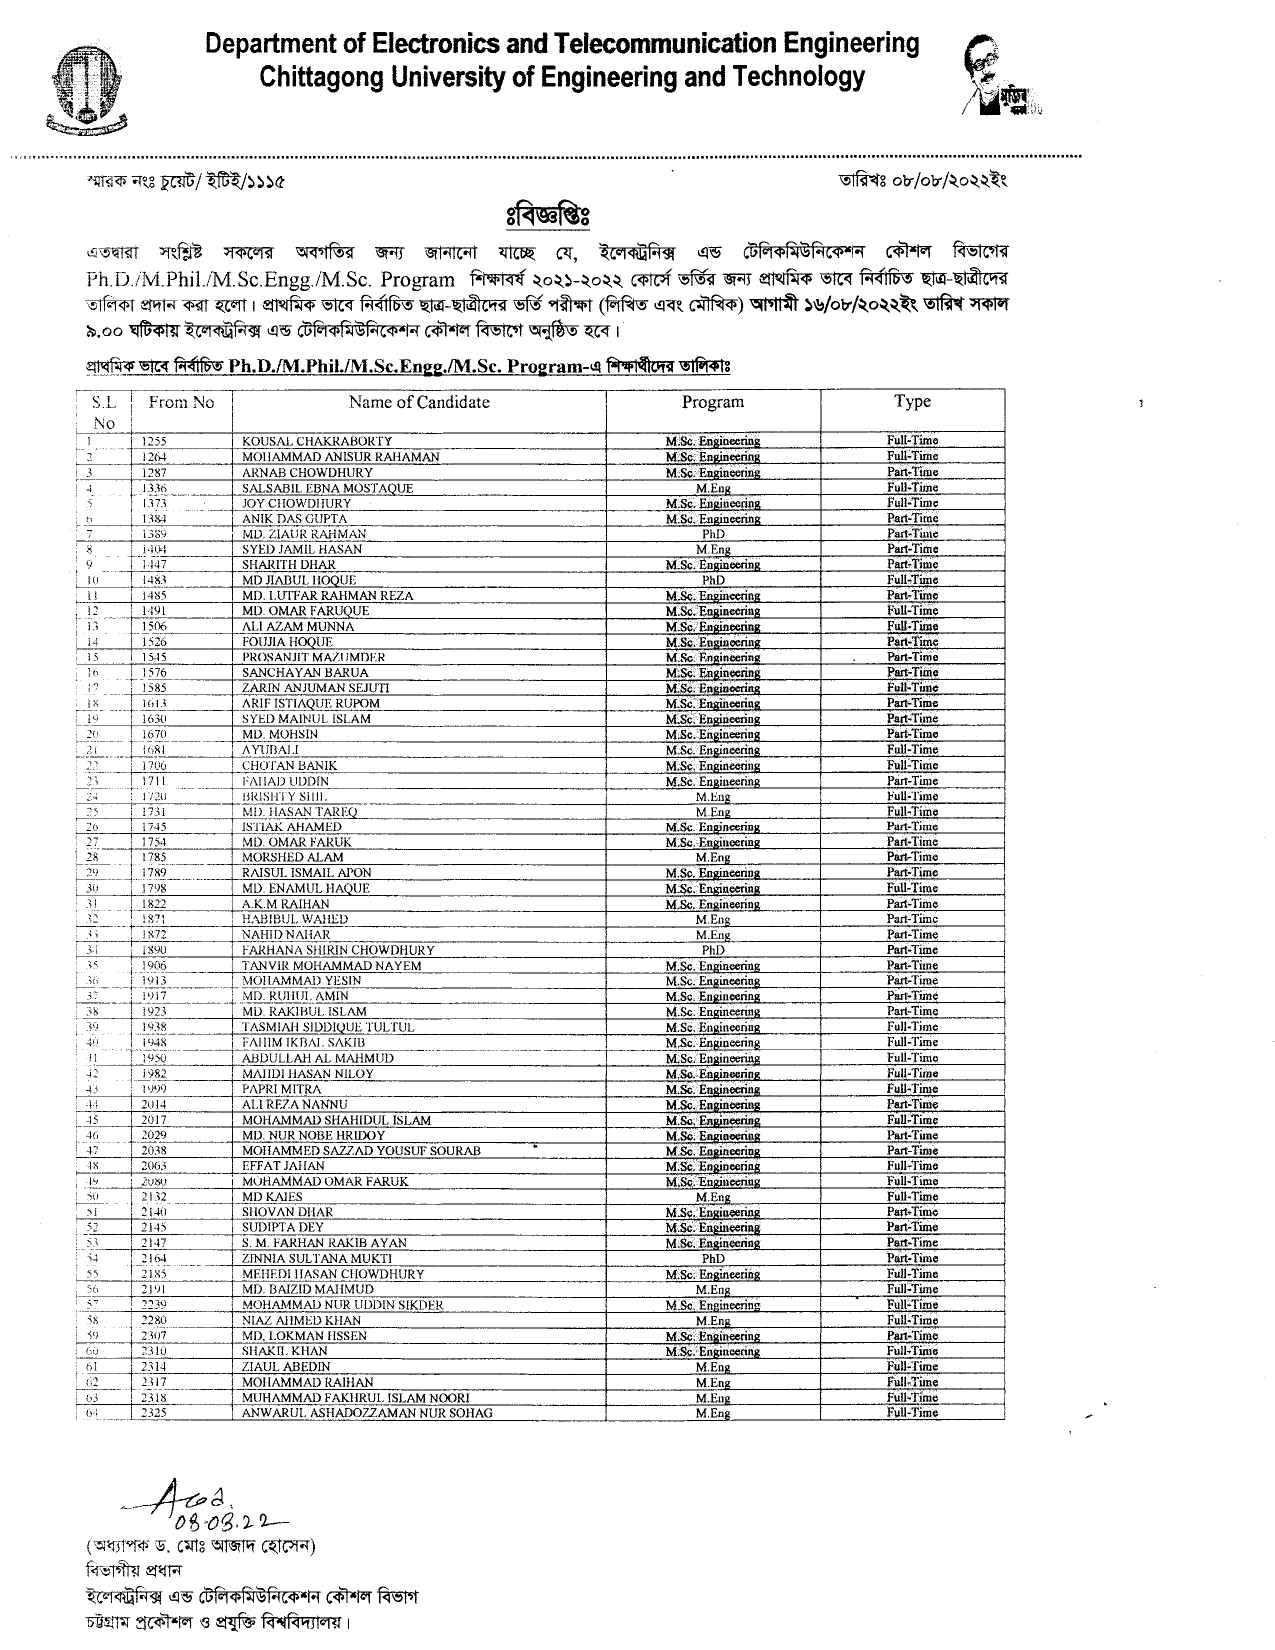 Department of Electronics and Telecommunication Engineering
Chittagong University of Engineering and Technology
মুজিব
স্মারক নংঃ চুয়েট/ ইটিই/১১১৫ তারিখঃ ০৮/০৮/২০২২ইং
ঃবিজ্ঞপ্তিঃ
এতদ্বারা সংশ্লিষ্ট সকলের অবগতির জন্য জানানো যাচ্ছে যে, ইলেকট্রনিক্স এন্ড টেলিকমিউনিকেশন কৌশল বিভাগের
Ph.D./M.Phil./M.Sc.Engg./M.Sc. Program শিক্ষাবর্ষ ২০২১-২০২২ কোর্সে ভর্তির জন্য প্রাথমিক ভাবে নির্বাচিত ছাত্র-ছাত্রীদের
তালিকা প্রদান করা হলো। প্রাথমিক ভাবে নির্বাচিত ছাত্র-ছাত্রীদের ভর্তি পরীক্ষা (লিখিত এবং মৌখিক) আগামী ১৬/০৮/২০২২ইং তারিখ সকাল
৯.০০ ঘটিকায় ইলেকট্রনিক্স এন্ড টেলিকমিউনিকেশন কৌশল বিভাগে অনুষ্ঠিত হবে।
প্রাথমিক ভাবে নির্বাচিত Ph.D./M.Phil./M.Sc.Engg./M.Sc. Program-এ শিক্ষার্থীদের তালিকাঃ
S.L No From No Name of Candidate Program Type
1 1255 KOUSAL CHAKRABORTY M.Sc. Engineering Full-Time
2 1264 MOHAMMAD ANISUR RAHAMAN M.Sc. Engineering Full-Time
3 1287 ARNAB CHOWDHURY M.Sc. Engineering Part-Time
4 1336 SALSABIL EBNA MOSTAQUE M.Eng Full-Time
5 1373 JOY CHOWDHURY M.Sc. Engineering Full-Time
6 1384 ANIK DAS GUPTA M.Sc. Engineering Part-Time
7 1389 MD. ZIAUR RAHMAN PhD Part-Time
8 1404 SYED JAMIL HASAN M.Eng Part-Time
9 1447 SHARITH DHAR M.Sc. Engineering Part-Time
10 1483 MD JIABUL HOQUE PhD Full-Time
11 1485 MD. LUTFAR RAHMAN REZA M.Sc. Engineering Part-Time
12 1491 MD. OMAR FARUQUE M.Sc. Engineering Full-Time
13 1506 ALI AZAM MUNNA M.Sc. Engineering Full-Time
14 1526 FOUJIA HOQUE M.Sc. Engineering Part-Time
15 1545 PROSANJIT MAZUMDER M.Sc. Engineering Part-Time
16 1576 SANCHAYAN BARUA M.Sc. Engineering Part-Time
17 1585 ZARIN ANJUMAN SEJUTI M.Sc. Engineering Full-Time
18 1613 ARIF ISTIAQUE RUPOM M.Sc. Engineering Part-Time
19 1630 SYED MAINUL ISLAM M.Sc. Engineering Part-Time
20 1670 MD. MOHSIN M.Sc. Engineering Part-Time
21 1681 AYUBALI M.Sc. Engineering Full-Time
22 1706 CHOTAN BANIK M.Sc. Engineering Full-Time
23 1711 FAHAD UDDIN M.Sc. Engineering Part-Time
24 1720 BRISHTY SHIL M.Eng Full-Time
25 1731 MD. HASAN TAREQ M.Eng Full-Time
26 1745 ISTIAK AHAMED M.Sc. Engineering Part-Time
27 1754 MD. OMAR FARUK M.Sc. Engineering Part-Time
28 1785 MORSHED ALAM M.Eng Part-Time
29 1789 RAISUL ISMAIL APON M.Sc. Engineering Part-Time
30 1798 MD. ENAMUL HAQUE M.Sc. Engineering Full-Time
31 1822 A.K.M RAIHAN M.Sc. Engineering Part-Time
32 1871 HABIBUL WAHED M.Eng Part-Time
33 1872 NAHID NAHAR M.Eng Part-Time
34 1890 FARHANA SHIRIN CHOWDHURY PhD Part-Time
35 1906 TANVIR MOHAMMAD NAYEM M.Sc. Engineering Part-Time
36 1913 MOHAMMAD YESIN M.Sc. Engineering Part-Time
37 1917 MD. RUHUL AMIN M.Sc. Engineering Part-Time
38 1923 MD. RAKIBUL ISLAM M.Sc. Engineering Part-Time
39 1938 TASMIAH SIDDIQUE TULTUL M.Sc. Engineering Full-Time
40 1948 FAHIM IKBAL SAKIB M.Sc. Engineering Full-Time
41 1950 ABDULLAH AL MAHMUD M.Sc. Engineering Full-Time
42 1982 MAHDI HASAN NILOY M.Sc. Engineering Full-Time
43 1999 PAPRI MITRA M.Sc. Engineering Full-Time
44 2014 ALI REZA NANNU M.Sc. Engineering Part-Time
45 2017 MOHAMMAD SHAHIDUL ISLAM M.Sc. Engineering Full-Time
46 2029 MD. NUR NOBE HRIDOY M.Sc. Engineering Part-Time
47 2038 MOHAMMED SAZZAD YOUSUF SOURAB M.Sc. Engineering Part-Time
48 2063 EFFAT JAHAN M.Sc. Engineering Full-Time
49 2080 MOHAMMAD OMAR FARUK M.Sc. Engineering Full-Time
50 2132 MD KAIES M.Eng Full-Time
51 2140 SHOVAN DHAR M.Sc. Engineering Part-Time
52 2145 SUDIPTA DEY M.Sc. Engineering Part-Time
53 2147 S. M. FARHAN RAKIB AYAN M.Sc. Engineering Part-Time
54 2164 ZINNIA SULTANA MUKTI PhD Part-Time
55 2185 MEHEDI HASAN CHOWDHURY M.Sc. Engineering Full-Time
56 2191 MD. BAIZID MAHMUD M.Eng Full-Time
57 2239 MOHAMMAD NUR UDDIN SIKDER M.Sc. Engineering Full-Time
58 2280 NIAZ AHMED KHAN M.Eng Full-Time
59 2307 MD. LOKMAN HSSEN M.Sc. Engineering Part-Time
60 2310 SHAKIL KHAN M.Sc. Engineering Full-Time
61 2314 ZIAUL ABEDIN M.Eng Full-Time
62 2317 MOHAMMAD RAIHAN M.Eng Full-Time
63 2318 MUHAMMAD FAKHRUL ISLAM NOORI M.Eng Full-Time
64 2325 ANWARUL ASHADOZZAMAN NUR SOHAG M.Eng Full-Time
08.08.22
(অধ্যাপক ড. মোঃ আজাদ হোসেন)
বিভাগীয় প্রধান
ইলেকট্রনিক্স এন্ড টেলিকমিউনিকেশন কৌশল বিভাগ
চট্টগ্রাম প্রকৌশল ও প্রযুক্তি বিশ্ববিদ্যালয়।